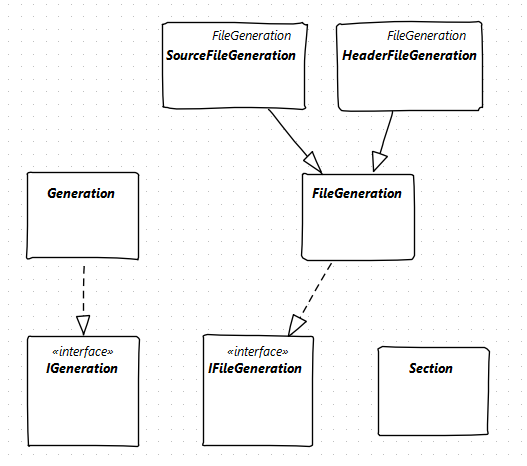 FileGeneration
SourceFileGeneration
FileGeneration
HeaderFileGeneration
Generation
FileGeneration
«interface»
IGeneration
«interface»
IFileGeneration
Section